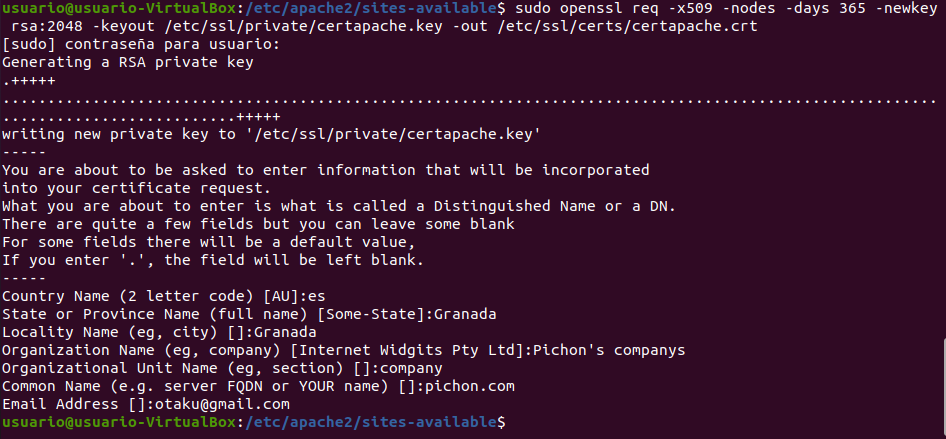 usuario@usuario-VirtualBox:/etc/apache2/sites-available$ sudo openssl req -x509 -nodes -days 365 -newkey
 rsa:2048 -keyout /etc/ssl/private/certapache.key -out /etc/ssl/certs/certapache.crt
[sudo] contraseña para usuario:
Generating a RSA private key
.+++++
........................................................................................................
..........................+++++
writing new private key to '/etc/ssl/private/certapache.key'
-----
You are about to be asked to enter information that will be incorporated
into your certificate request.
What you are about to enter is what is called a Distinguished Name or a DN.
There are quite a few fields but you can leave some blank
For some fields there will be a default value,
If you enter '.', the field will be left blank.
-----
Country Name (2 letter code) [AU]:es
State or Province Name (full name) [Some-State]:Granada
Locality Name (eg, city) []:Granada
Organization Name (eg, company) [Internet Widgits Pty Ltd]:Pichon's companys
Organizational Unit Name (eg, section) []:company
Common Name (e.g. server FQDN or YOUR name) []:pichon.com
Email Address []:otaku@gmail.com
usuario@usuario-VirtualBox:/etc/apache2/sites-available$